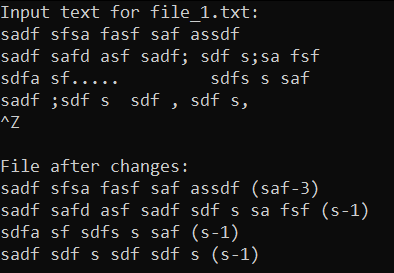 Input text for file_1.txt:
sadf sfsa fasf saf assdf
sadf safd asf sadf; sdf s;sa fsf
sdfa sf.....        sdfs s saf
sadf ;sdf s  sdf , sdf s,
^Z

File after changes:
sadf sfsa fasf saf assdf (saf-3)
sadf safd asf sadf sdf s sa fsf (s-1)
sdfa sf sdfs s saf (s-1)
sadf sdf s sdf sdf s (s-1)